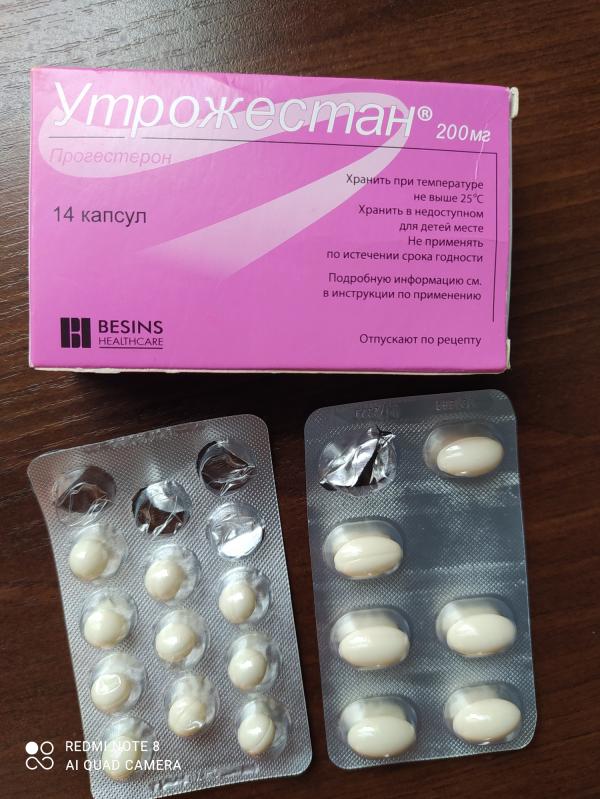 Утрожестан® 200мг
Прогестерон
14 капсул
Хранить при температуре
не выше 25°C
Хранить в недоступном
для детей месте
Не применять
по истечении срока годности
Подробную информацию см.
в инструкции по применению
BESINS
HEALTHCARE
Отпускают по рецепту
REDMI NOTE 8
AI QUAD CAMERA